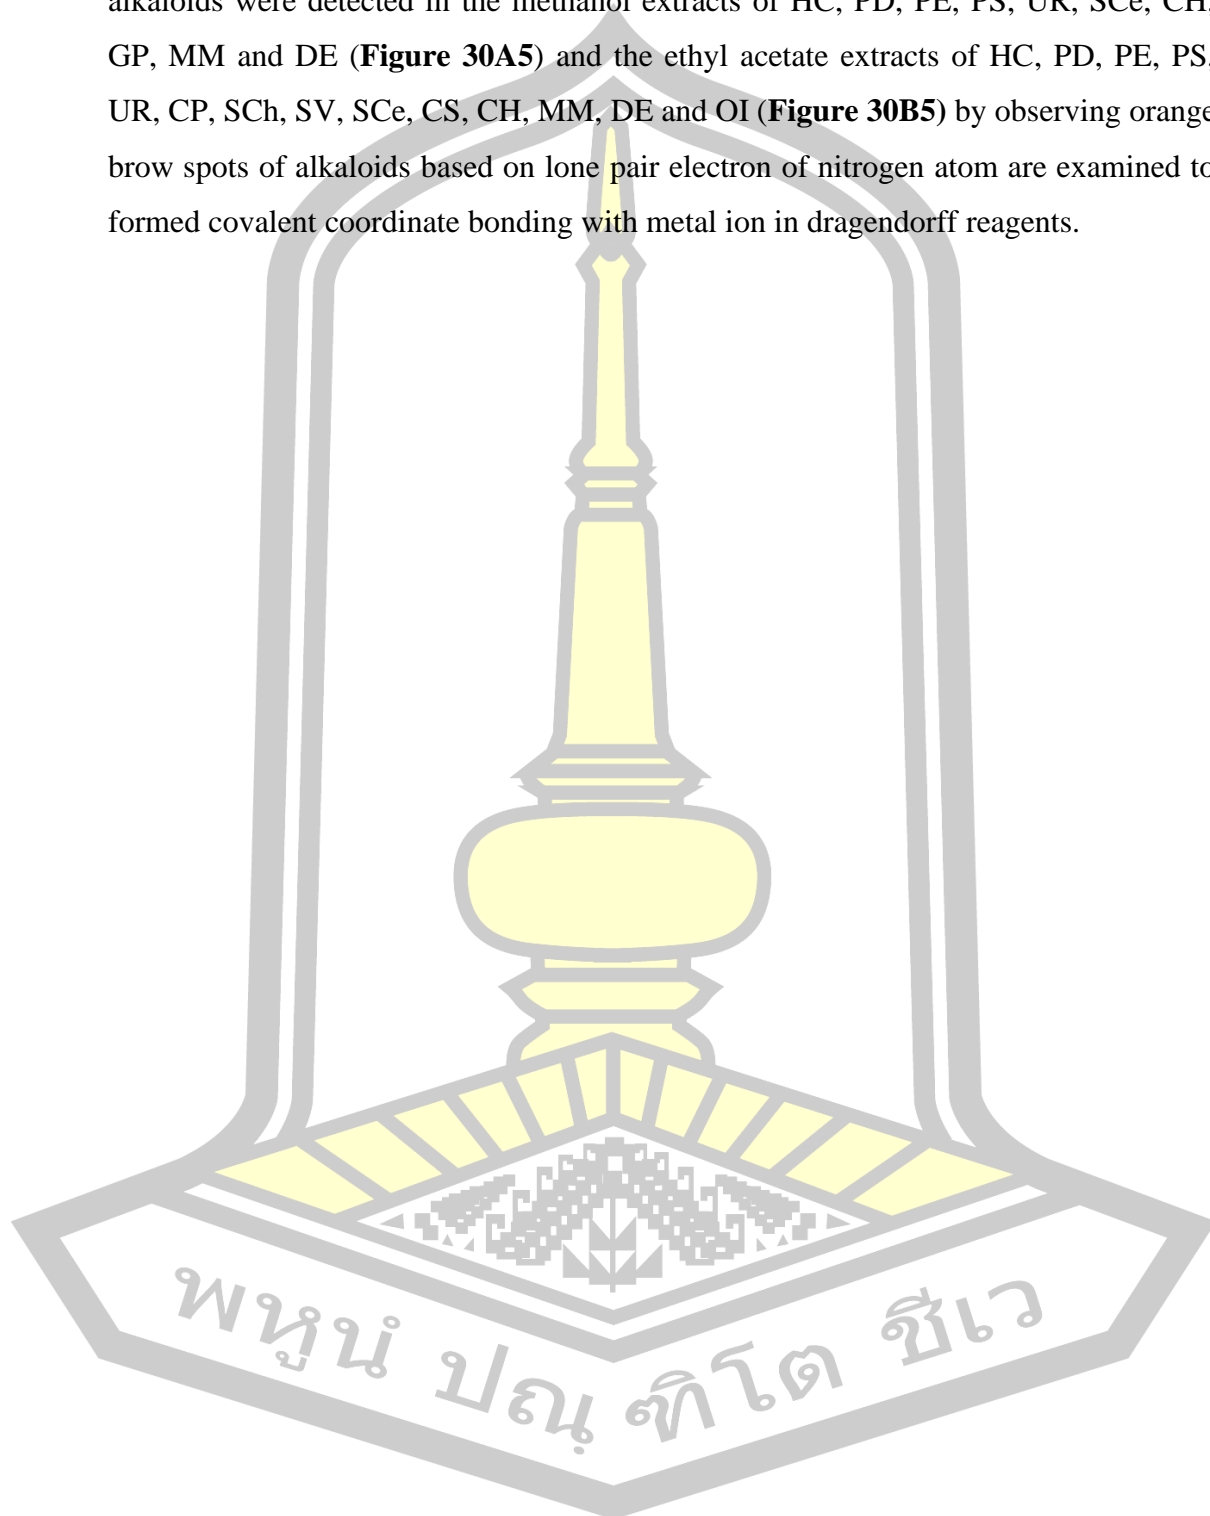 alkaloids were detected in the methanol extracts of HC, PD, PE, PS, UR, SCe, CH,
GP, MM and DE (Figure 30A5) and the ethyl acetate extracts of HC, PD, PE, PS,
UR, CP, SCh, SV, SCe, CS, CH, MM, DE and OI (Figure 30B5) by observing orange
brow spots of alkaloids based on lone pair electron of nitrogen atom are examined to
formed covalent coordinate bonding with metal ion in dragendorff reagents.
พหูนํ ปณฺฑิโต ชีเว